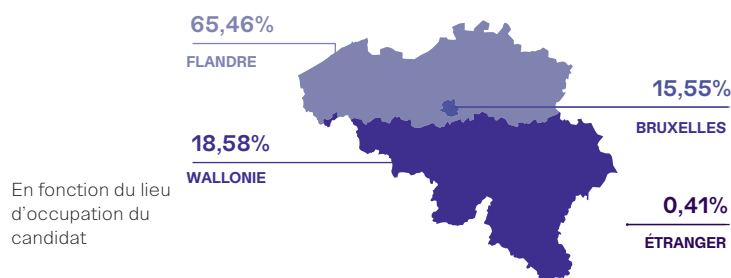 65,46%
FLANDRE
15,55%
BRUXELLES
18,58%
WALLONIE
En fonction du lieu
d'occupation du
candidat
0,41%
ÉTRANGER